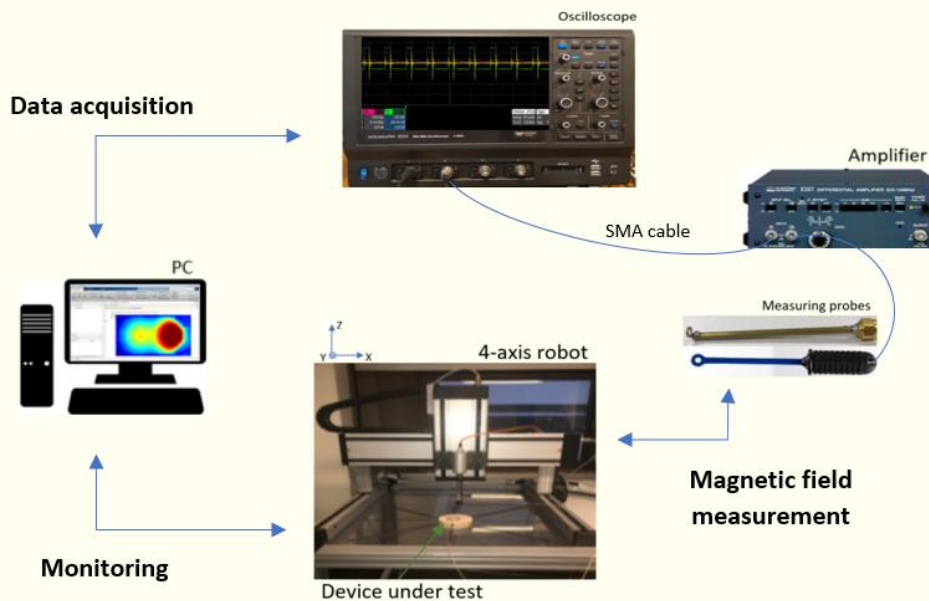 Oscilloscope
Data acquisition
Amplifier
SMA cable
PC
Measuring probes
Z
Y
X
4-axis robot
Magnetic field
measurement
Monitoring
Device under test